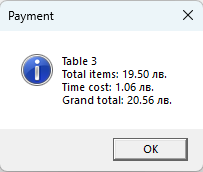 Payment
Table 3
Total items: 19.50 лв.
Time cost: 1.06 лв.
Grand total: 20.56 лв.
OK